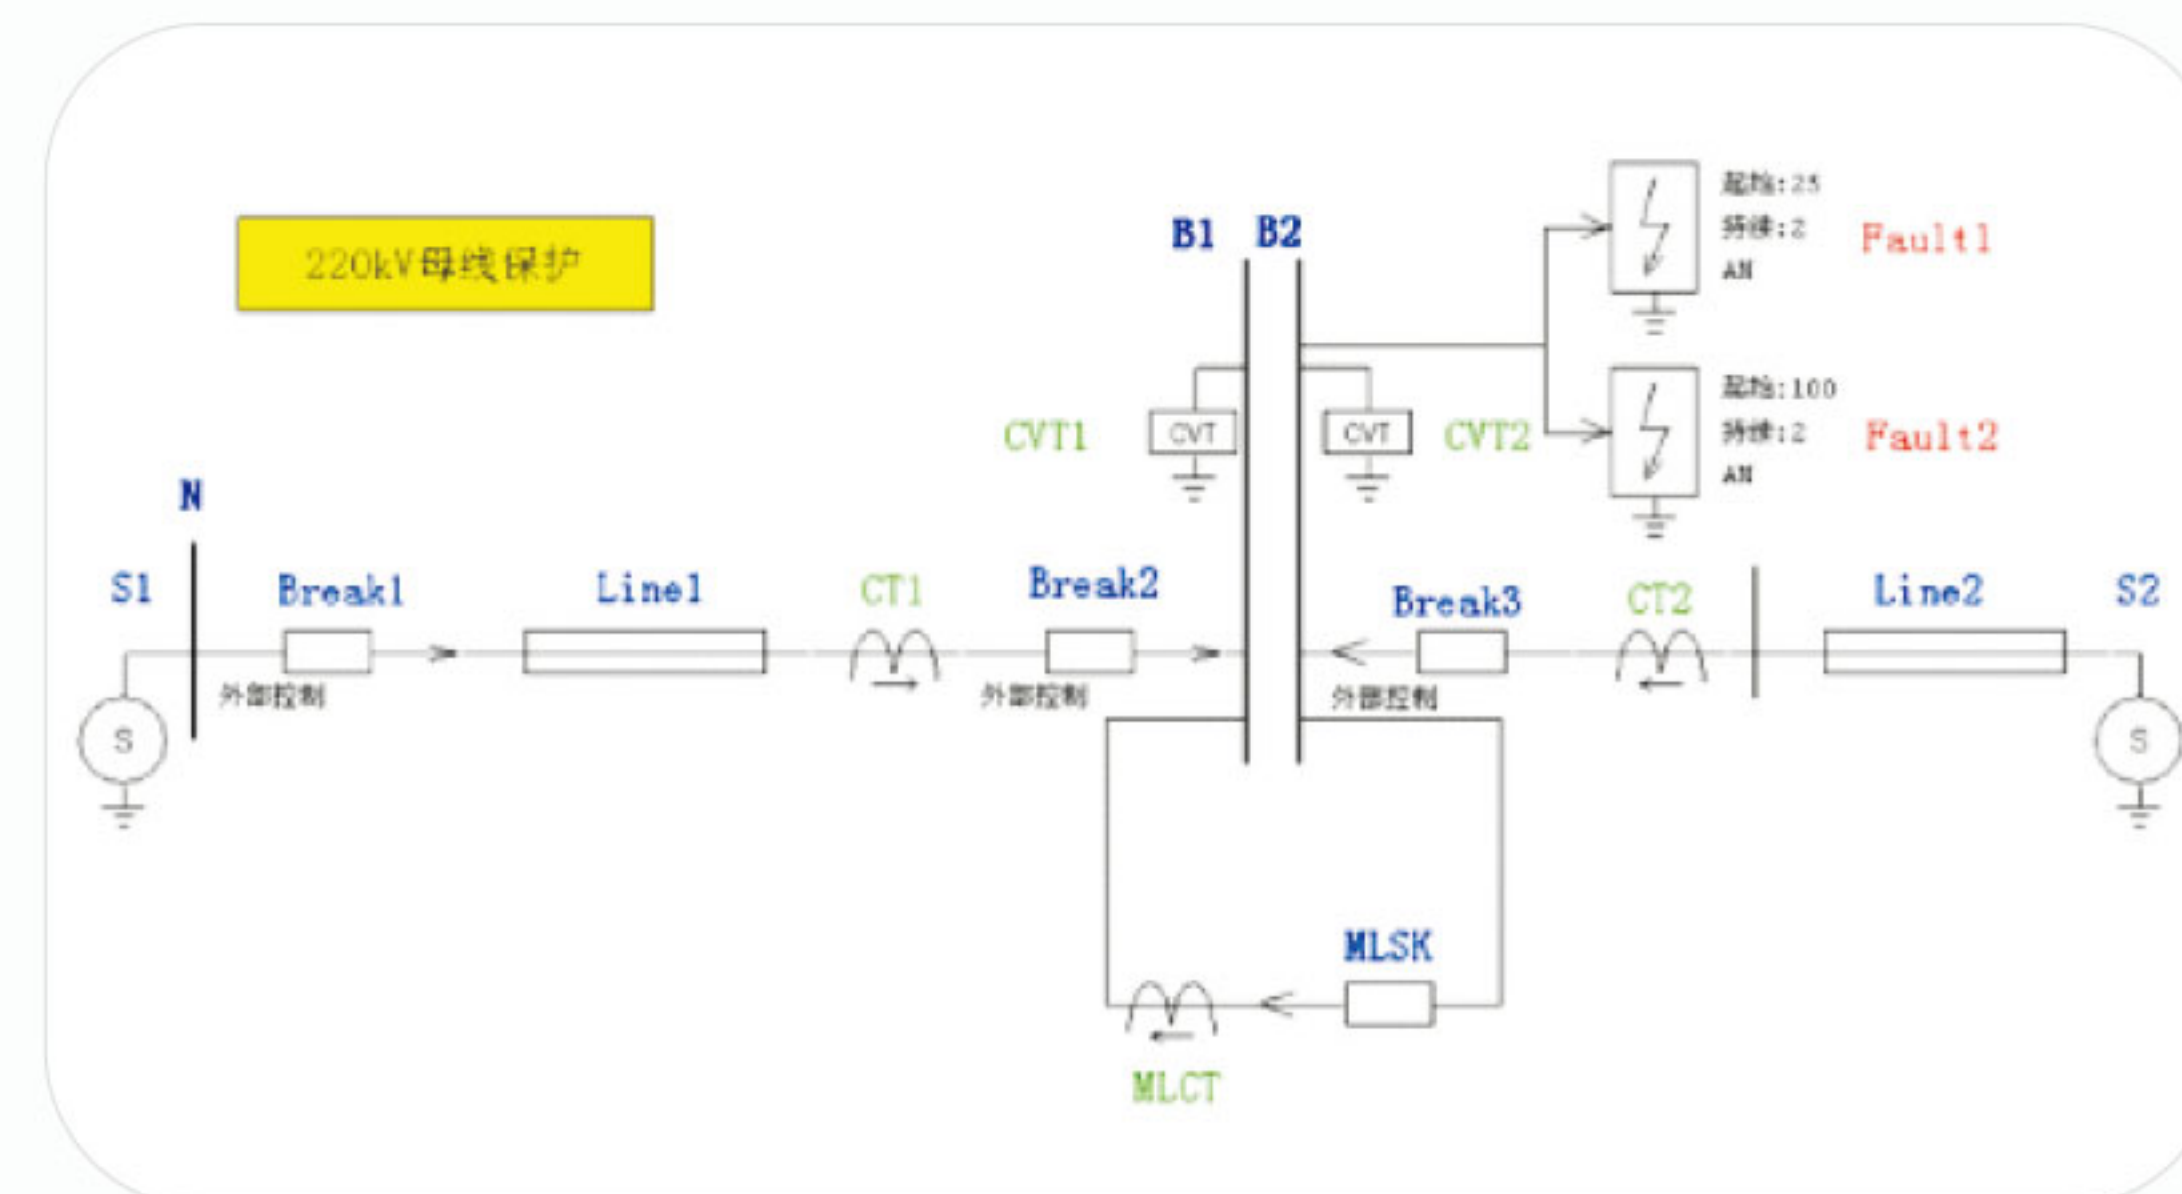 220kV母线保护
B1 B2
起始:25
持续:2
AN
Fault1
CVT1
CVT
CVT
CVT2
起始:100
持续:2
AN
Fault2
N
S1
Break1
Line1
CT1
Break2
Break3
CT2
Line2
S2
外部控制
外部控制
外部控制
S
S
MLSK
MLCT